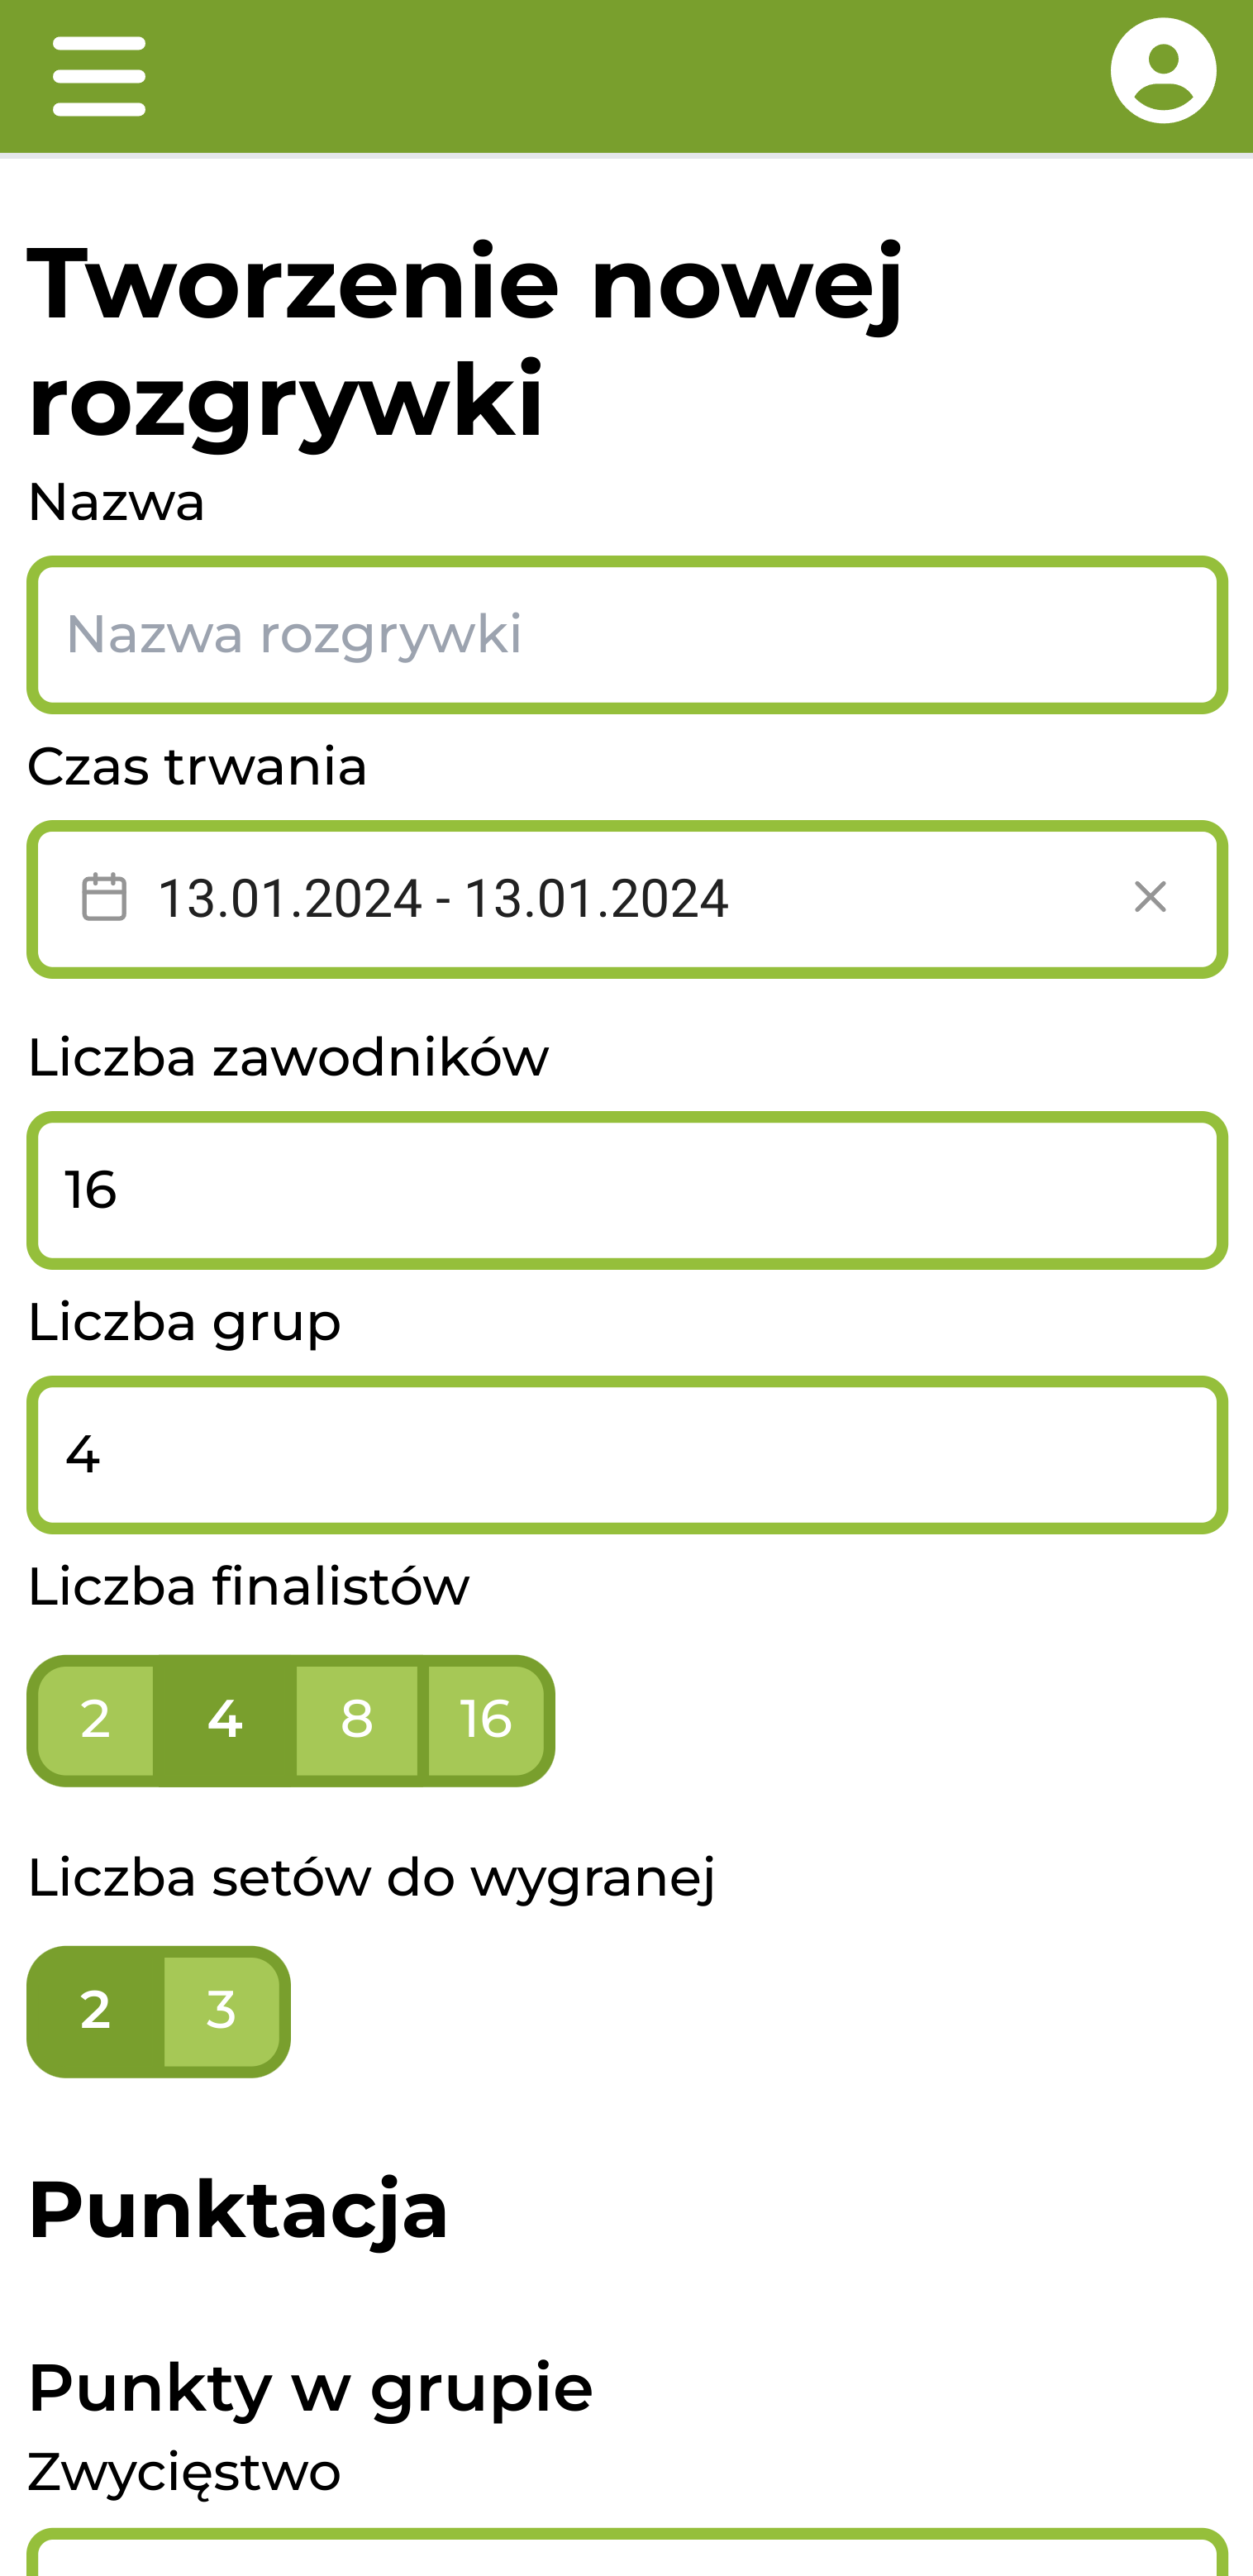 Tworzenie nowej
rozgrywki
Nazwa
Nazwa rozgrywki
Czas trwania
13.01.2024 - 13.01.2024
Liczba zawodników
16
Liczba grup
4
Liczba finalistów
2 4 8 16
Liczba setów do wygranej
2 3
Punktacja
Punkty w grupie
Zwycięstwo